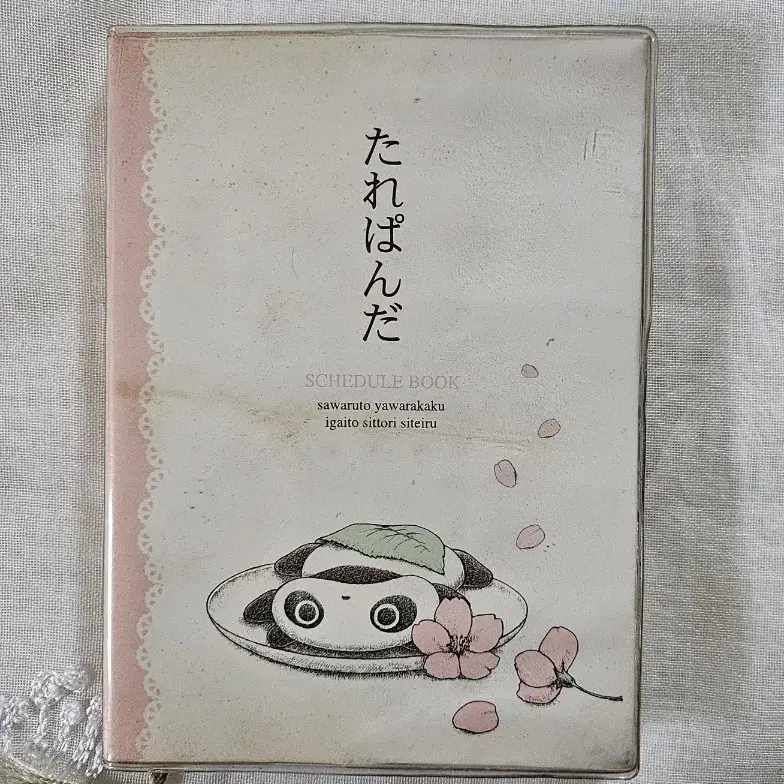 たれぱんだ
SCHEDULE BOOK
sawaruto yawarakaku
igaito sittori siteiru